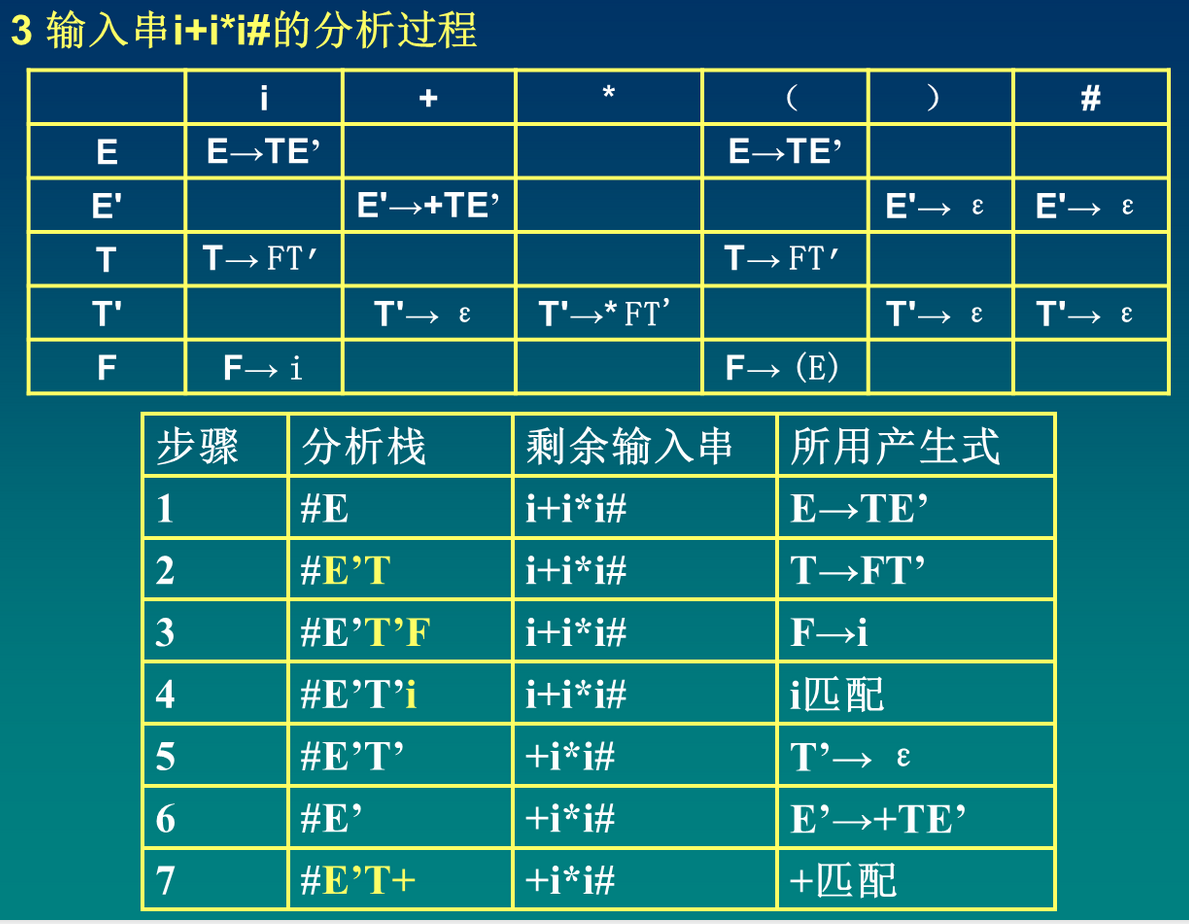 3 输入串i+i*i#的分析过程
i + * （ ） #
E E→TE’ E→TE’
E' E'→+TE’ E'→ ε E'→ ε
T T→FT′ T→FT′
T' T'→ ε T'→*FT' T'→ ε T'→ ε
F F→i F→(E)
步骤 分析栈 剩余输入串 所用产生式
1 #E i+i*i# E→TE’
2 #E’T i+i*i# T→FT’
3 #E’T’F i+i*i# F→i
4 #E’T’i i+i*i# i匹配
5 #E’T’ +i*i# T’→ ε
6 #E’ +i*i# E’→+TE’
7 #E’T+ +i*i# +匹配